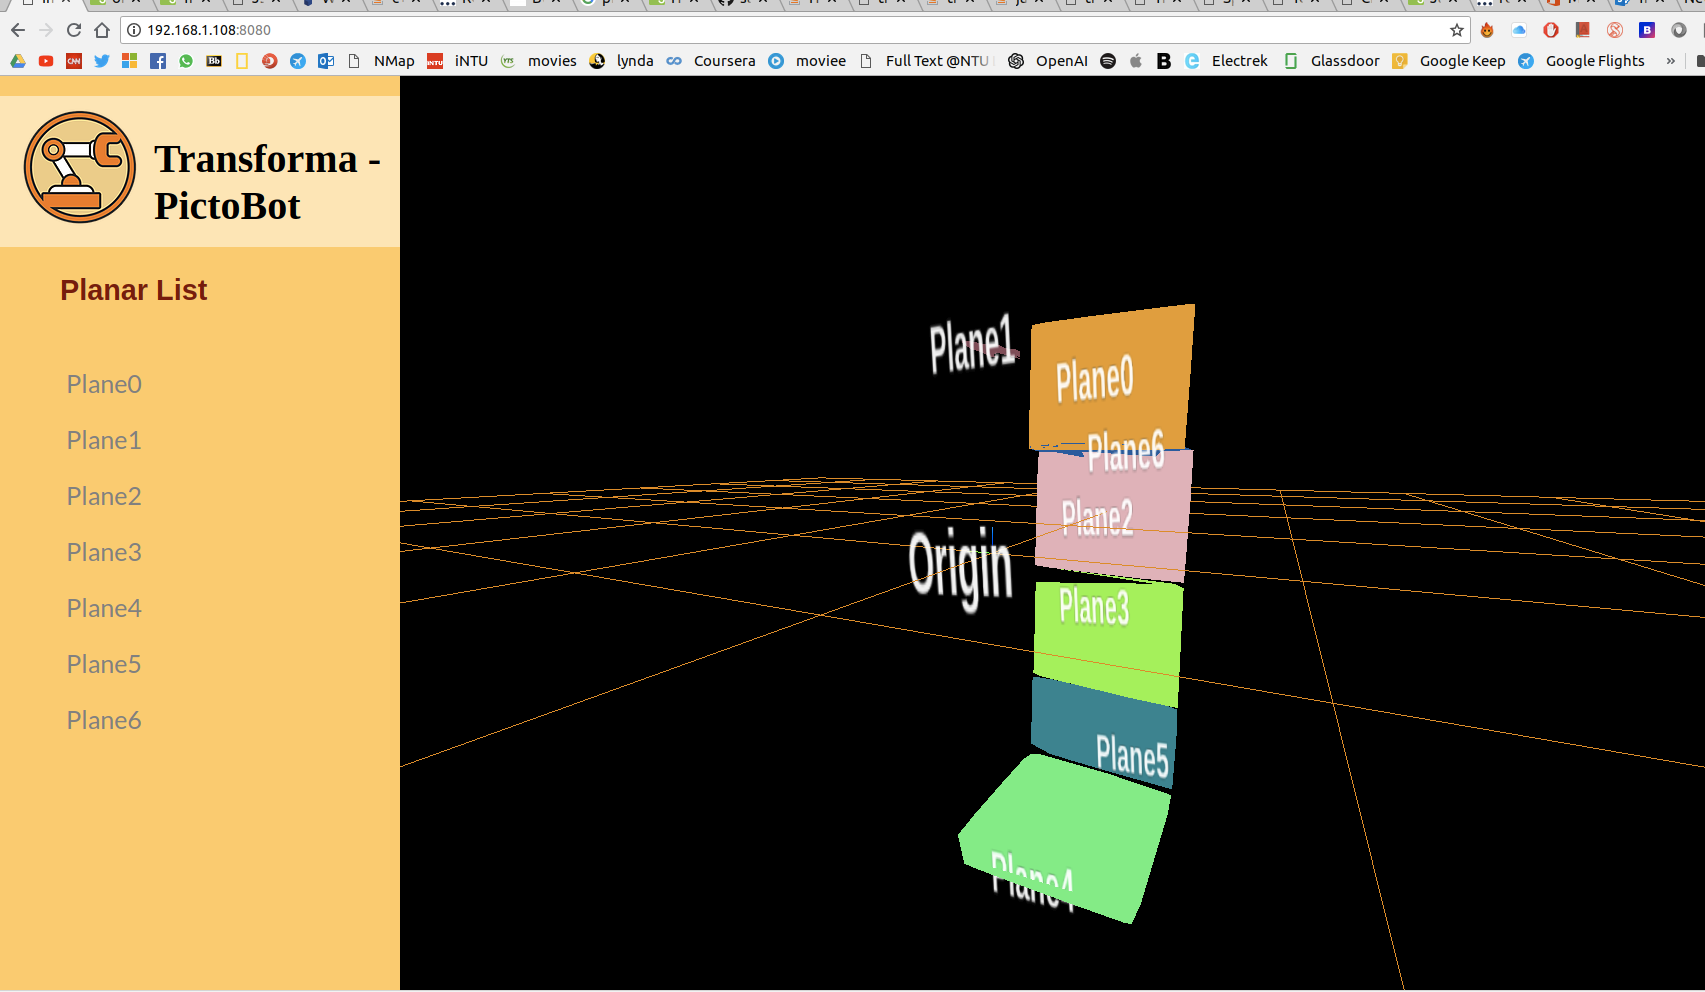 192.168.1.108:8080
NMap iNTU movies lynda Coursera moviee Full Text @NTU OpenAI Electrek Glassdoor Google Keep Google Flights »
Transforma -
PictoBot
Planar List
Plane0
Plane1
Plane2
Plane3
Plane4
Plane5
Plane6
Plane1
Plane0
Plane6
Plane2
Origin
Plane3
Plane5
Plane4